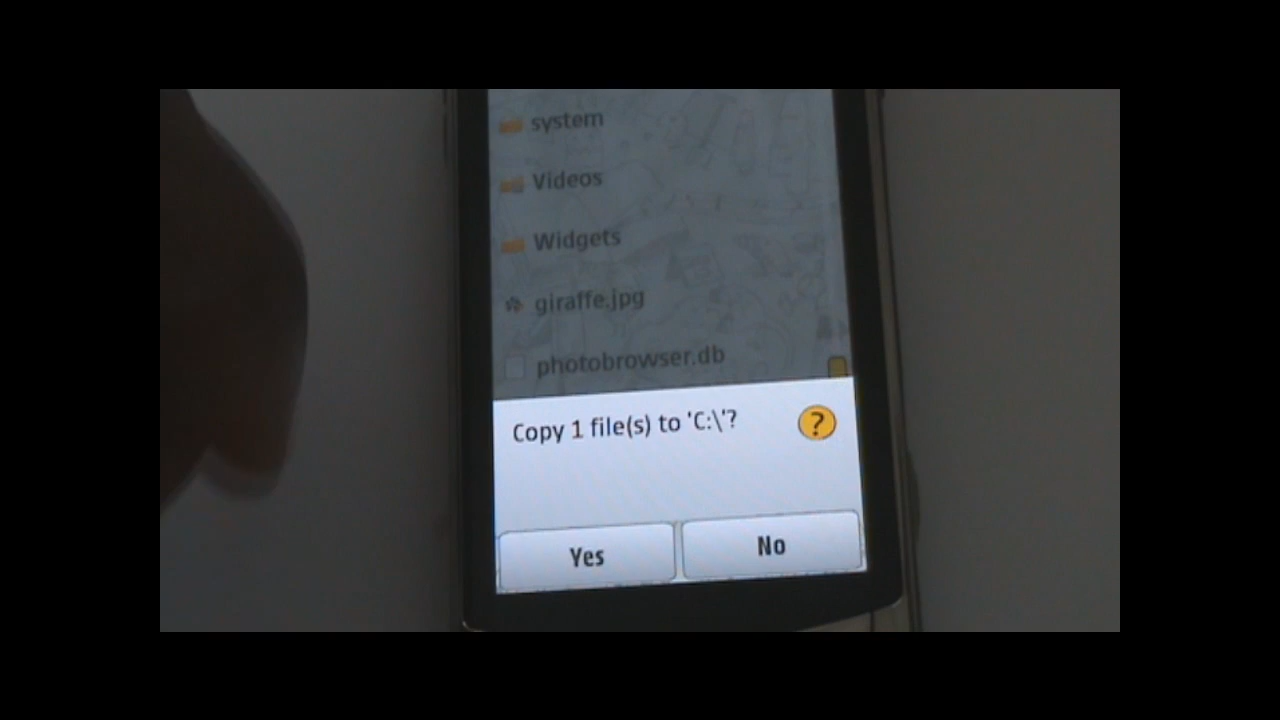 system
Videos
Widgets
giraffe.jpg
photobrowser.db
Copy 1 file(s) to 'C:\'?
?
Yes
No